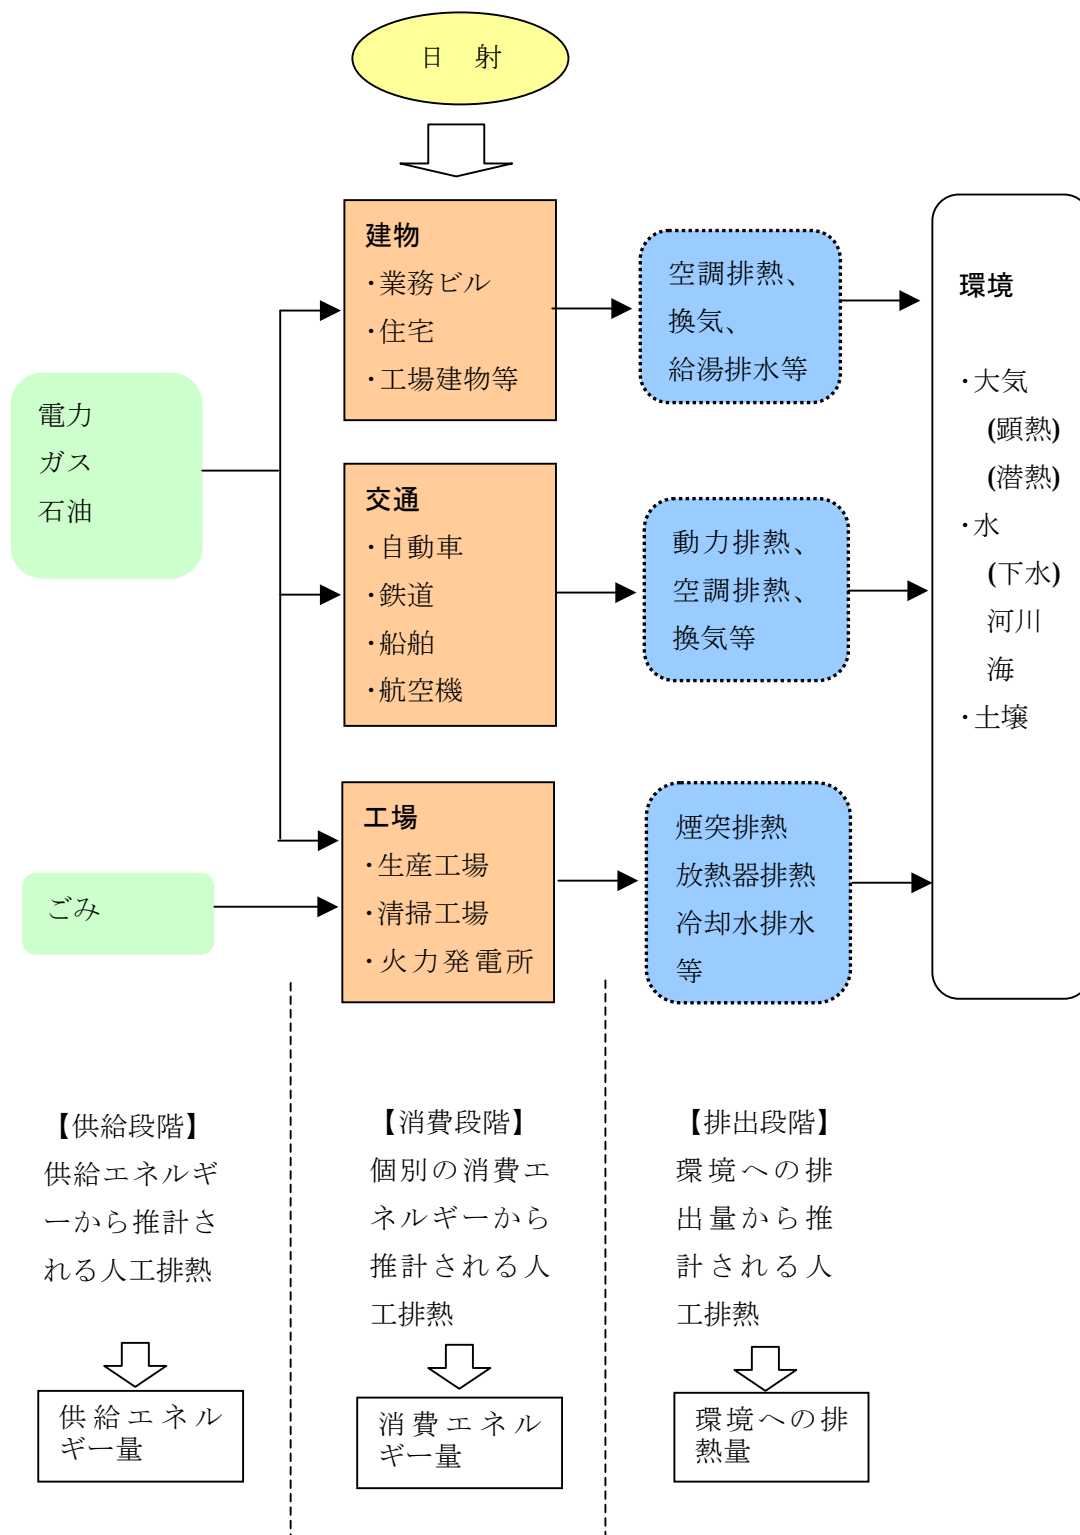 日 射
電力
ガス
石油
ごみ
建物
・業務ビル
・住宅
・工場建物等
交通
・自動車
・鉄道
・船舶
・航空機
工場
・生産工場
・清掃工場
・火力発電所
空調排熱、
換気、
給湯排水等
動力排熱、
空調排熱、
換気等
煙突排熱
放熱器排熱
冷却水排水
等
環境
・大気
(顕熱)
(潜熱)
・水
(下水)
河川
海
・土壌
【供給段階】
供給エネルギ
ーから推計さ
れる人工排熱
供給エネル
ギー量
【消費段階】
個別の消費エ
ネルギーから
推計される人
工排熱
消費エネル
ギー量
【排出段階】
環境への排
出量から推
計される人
工排熱
環境への排
熱量